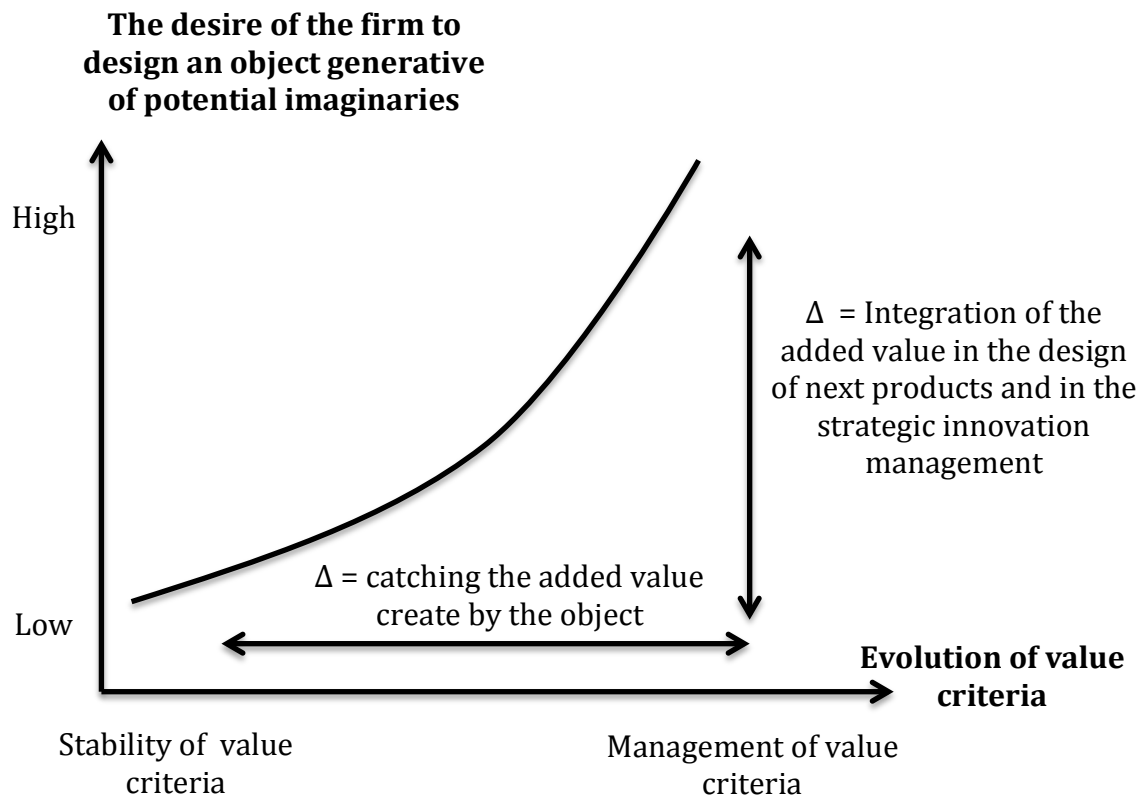 The desire of the firm to
design an object generative
of potential imaginaries
High
Δ = Integration of the
added value in the design
of next products and in the
strategic innovation
management
Δ = catching the added value
create by the object
Low
Evolution of value
criteria
Stability of value
criteria
Management of value
criteria